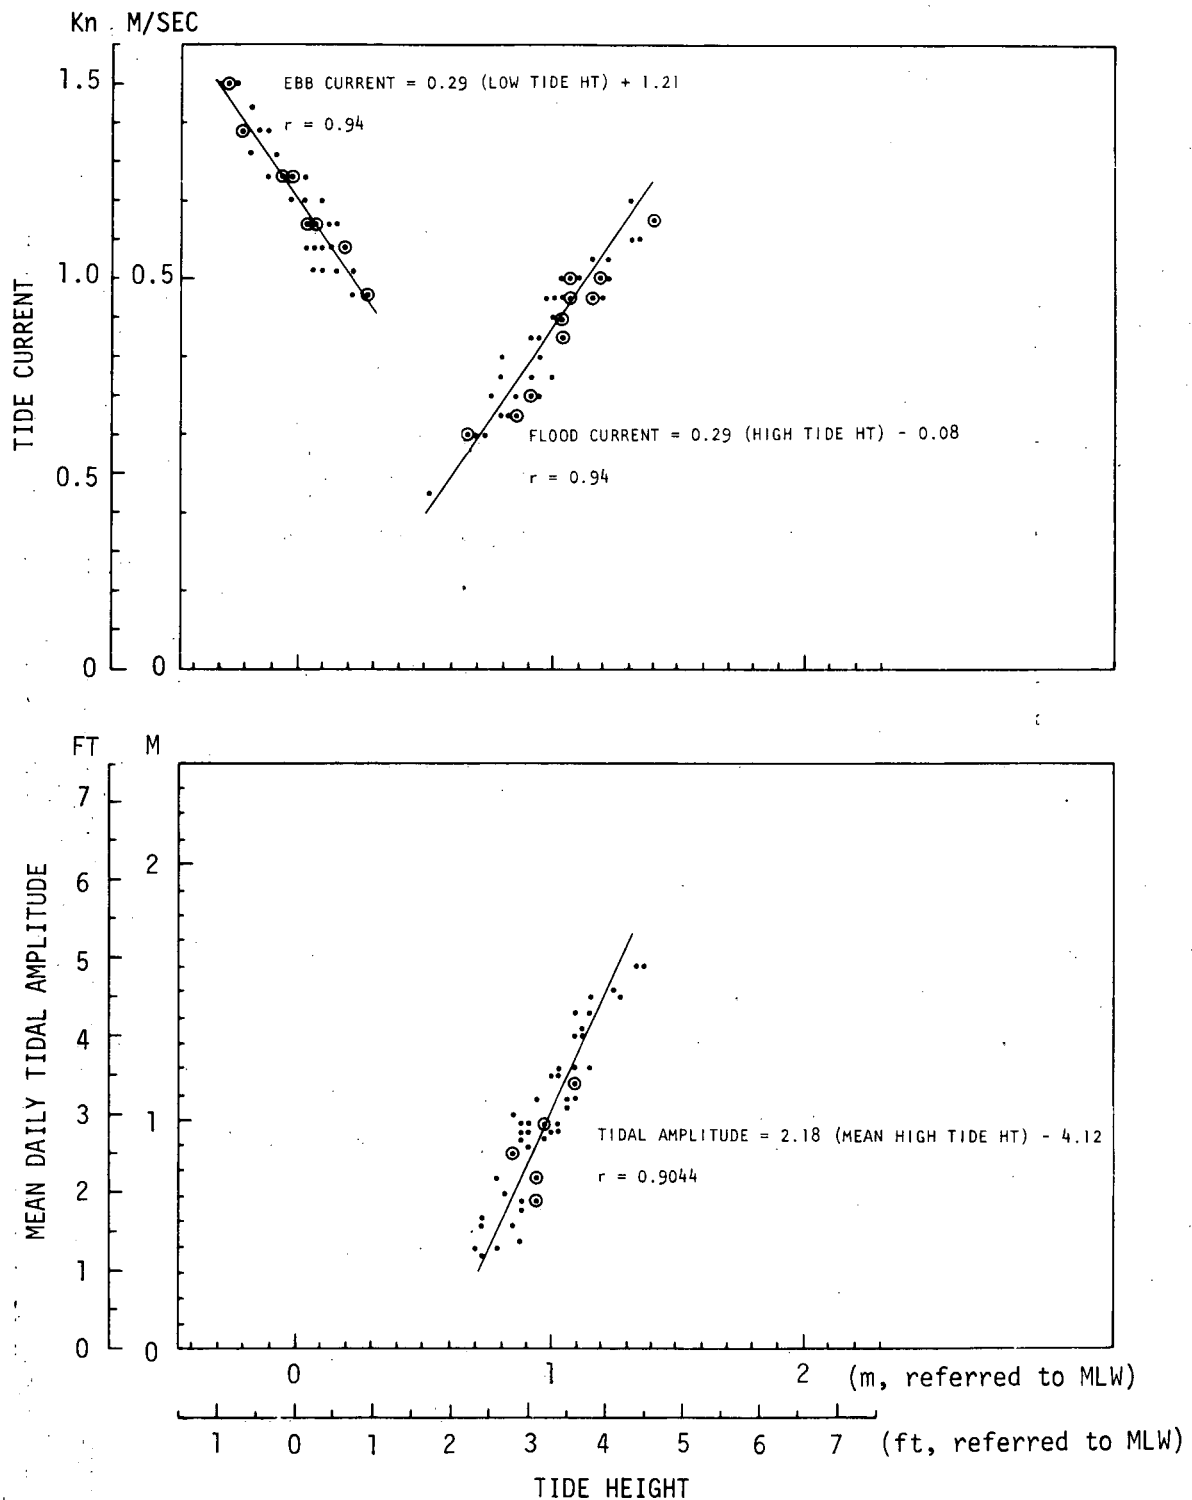 Kn M/SEC
1.5
EBB CURRENT = 0.29 (LOW TIDE HT) + 1.21
r = 0.94
1.0 0.5
TIDE CURRENT
FLOOD CURRENT = 0.29 (HIGH TIDE HT) - 0.08
0.5
r = 0.94
0 0
FT M
7
2
6
5
MEAN DAILY TIDAL AMPLITUDE
4
3
1
TIDAL AMPLITUDE = 2.18 (MEAN HIGH TIDE HT) - 4.12
2
r = 0.9044
1
0 0
0 1 2 (m, referred to MLW)
1 0 1 2 3 4 5 6 7 (ft, referred to MLW)
TIDE HEIGHT